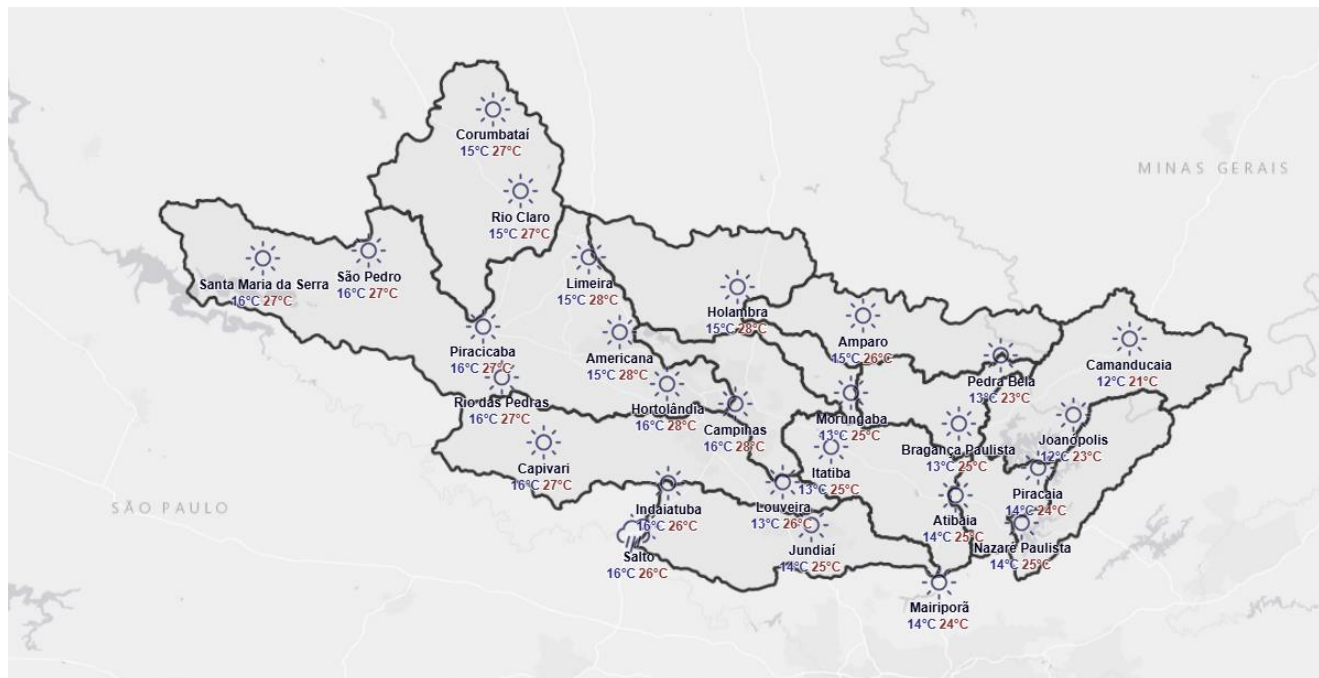 Corumbataí
15°C 27°C
MINAS GERAIS
Rio Claro
15°C 27°C
São Pedro
16°C 27°C
Santa Maria da Serra
16°C 27°C
Limeira
15°C 28°C
Holambra
15°C 28°C
Amparo
15°C 26°C
Piracicaba
16°C 27°C
Americana
15°C 28°C
Camanducaia
12°C 21°C
Pedra Bela
13°C 23°C
Rio das Pedras
16°C 27°C
Hortolândia
16°C 28°C
Campinas
16°C 28°C
Morungaba
13°C 25°C
Bragança Paulista
13°C 25°C
Joanópolis
12°C 23°C
Capivari
16°C 27°C
Itatiba
13°C 25°C
SÃO PAULO
Indaiatuba
16°C 26°C
Louveira
13°C 26°C
Piracaia
14°C 24°C
Atibaia
14°C 25°C
Salto
16°C 26°C
Jundiaí
14°C 25°C
Nazaré Paulista
14°C 25°C
Mairiporã
14°C 24°C